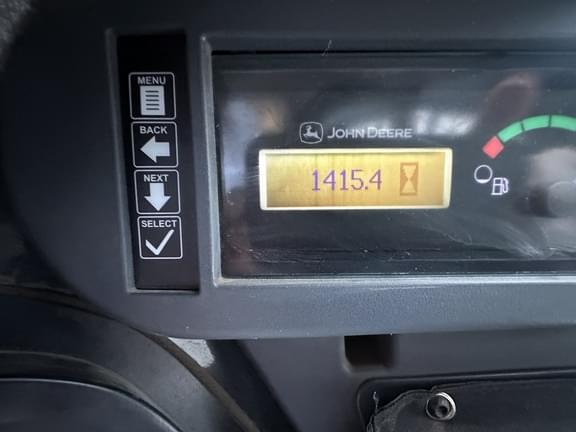 MENU
BACK
NEXT
SELECT
JOHN DEERE
1415.4